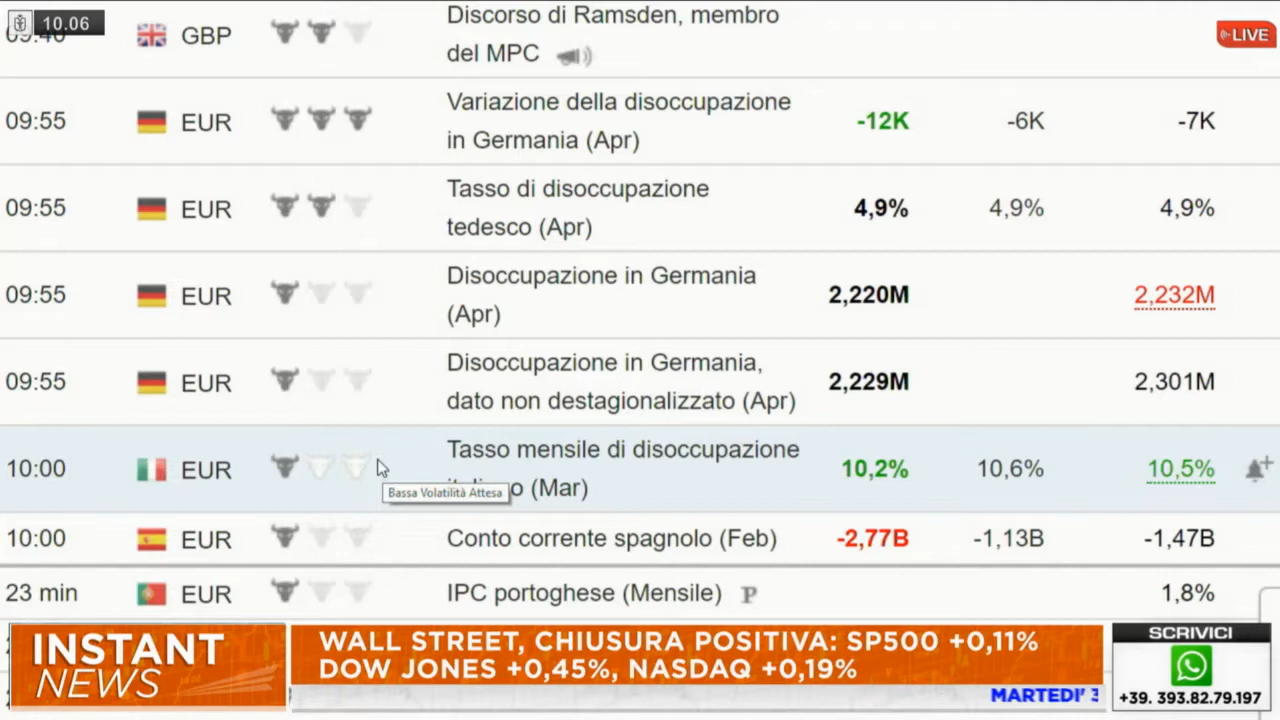 10,06
09:40 GBP Discorso di Ramsden, membro
del MPC
LIVE
09:55 EUR Variazione della disoccupazione -12K -6K -7K
in Germania (Apr)
09:55 EUR Tasso di disoccupazione 4,9% 4,9% 4,9%
tedesco (Apr)
09:55 EUR Disoccupazione in Germania 2,220M 2,232M
(Apr)
09:55 EUR Disoccupazione in Germania, 2,229M 2,301M
dato non destagionalizzato (Apr)
10:00 EUR Tasso mensile di disoccupazione 10,2% 10,6% 10,5%
(Mar)
Bassa Volatilità Attesa
10:00 EUR Conto corrente spagnolo (Feb) -2,77B -1,13B -1,47B
23 min EUR IPC portoghese (Mensile) P 1,8%
INSTANT
NEWS
WALL STREET, CHIUSURA POSITIVA: SP500 +0,11%
DOW JONES +0,45%, NASDAQ +0,19%
MARTEDI'
SCRIVICI
+39. 393.82.79.197